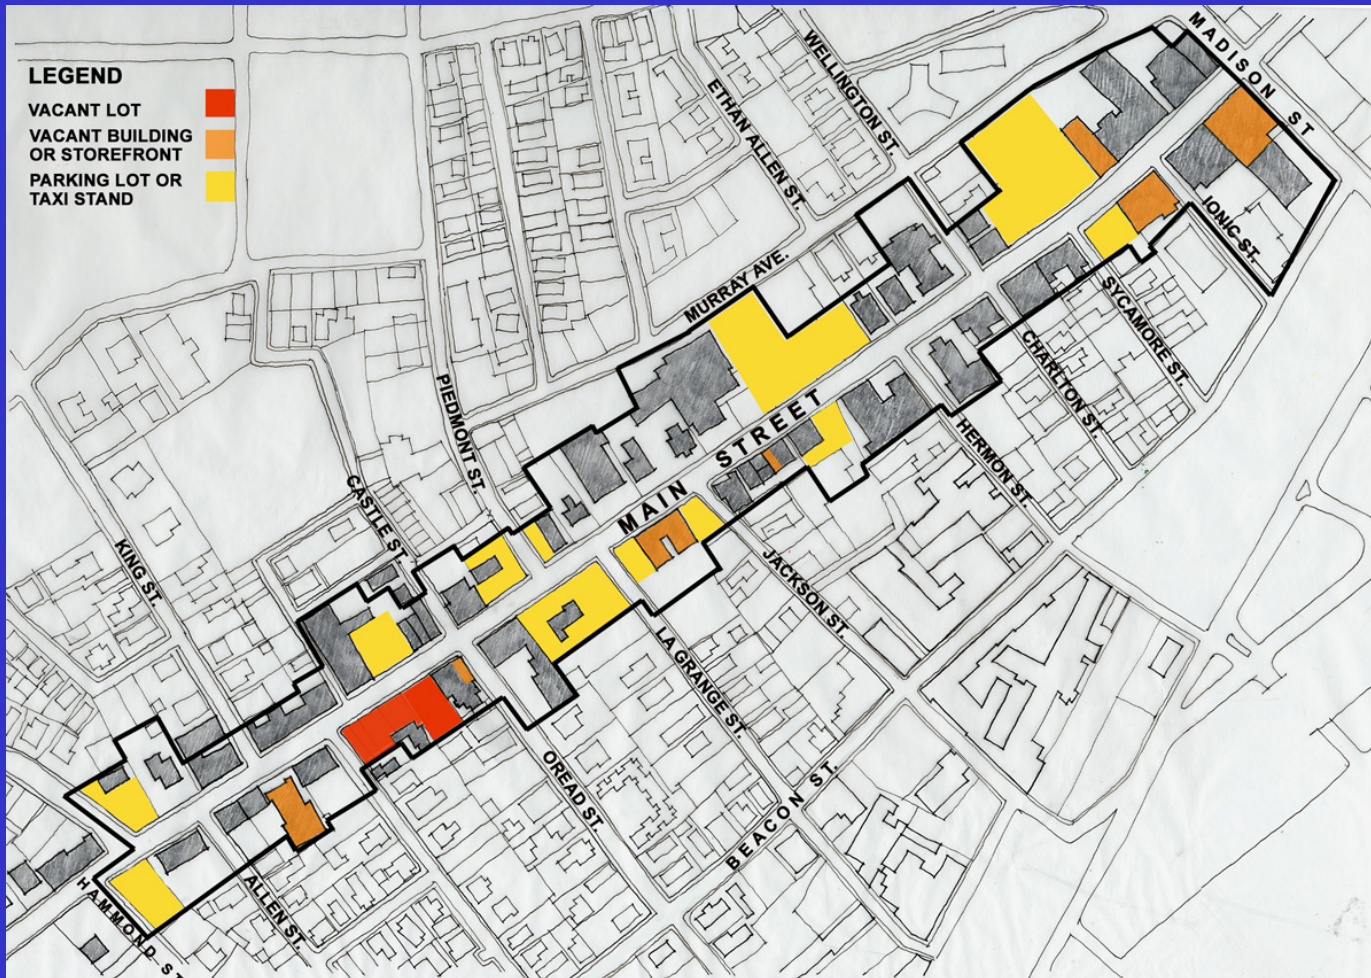 LEGEND
VACANT LOT
VACANT BUILDING
OR STOREFRONT
PARKING LOT OR
TAXI STAND
MADISON ST
WELLINGTON ST.
ETHAN ALLEN ST.
IONIC ST.
MURRAY AVE.
SYCAMORE ST.
CHARLTON ST.
PIEDMONT ST.
MAIN STREET
HERMON ST.
CASTLE ST.
KING ST.
JACKSON ST.
LA GRANGE ST.
OREAD ST.
BEACON ST.
ALLEN ST.
HAMMOND ST